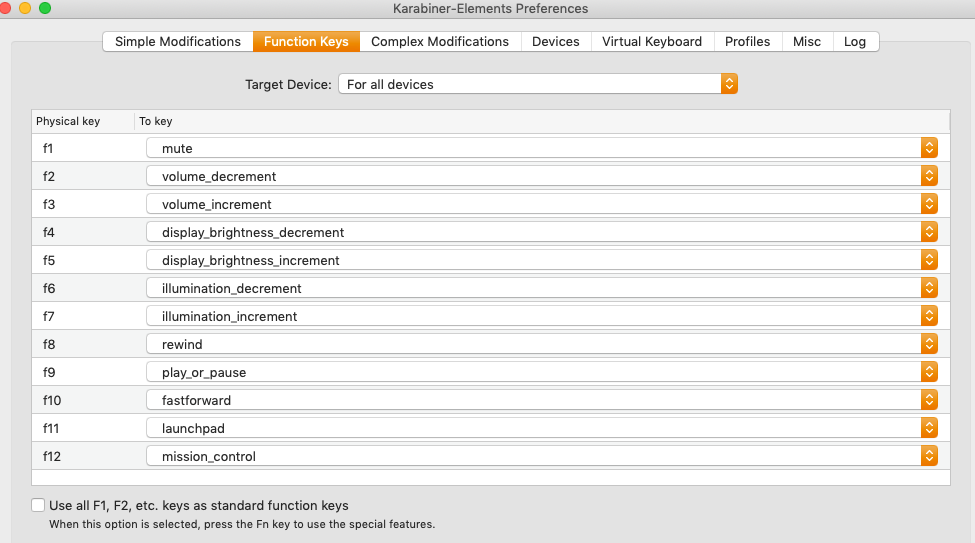 Karabiner-Elements Preferences
Simple Modifications Function Keys Complex Modifications Devices Virtual Keyboard Profiles Misc Log
Target Device: For all devices
Physical key To key
f1 mute
f2 volume_decrement
f3 volume_increment
f4 display_brightness_decrement
f5 display_brightness_increment
f6 illumination_decrement
f7 illumination_increment
f8 rewind
f9 play_or_pause
f10 fastforward
f11 launchpad
f12 mission_control
Use all F1, F2, etc. keys as standard function keys
When this option is selected, press the Fn key to use the special features.